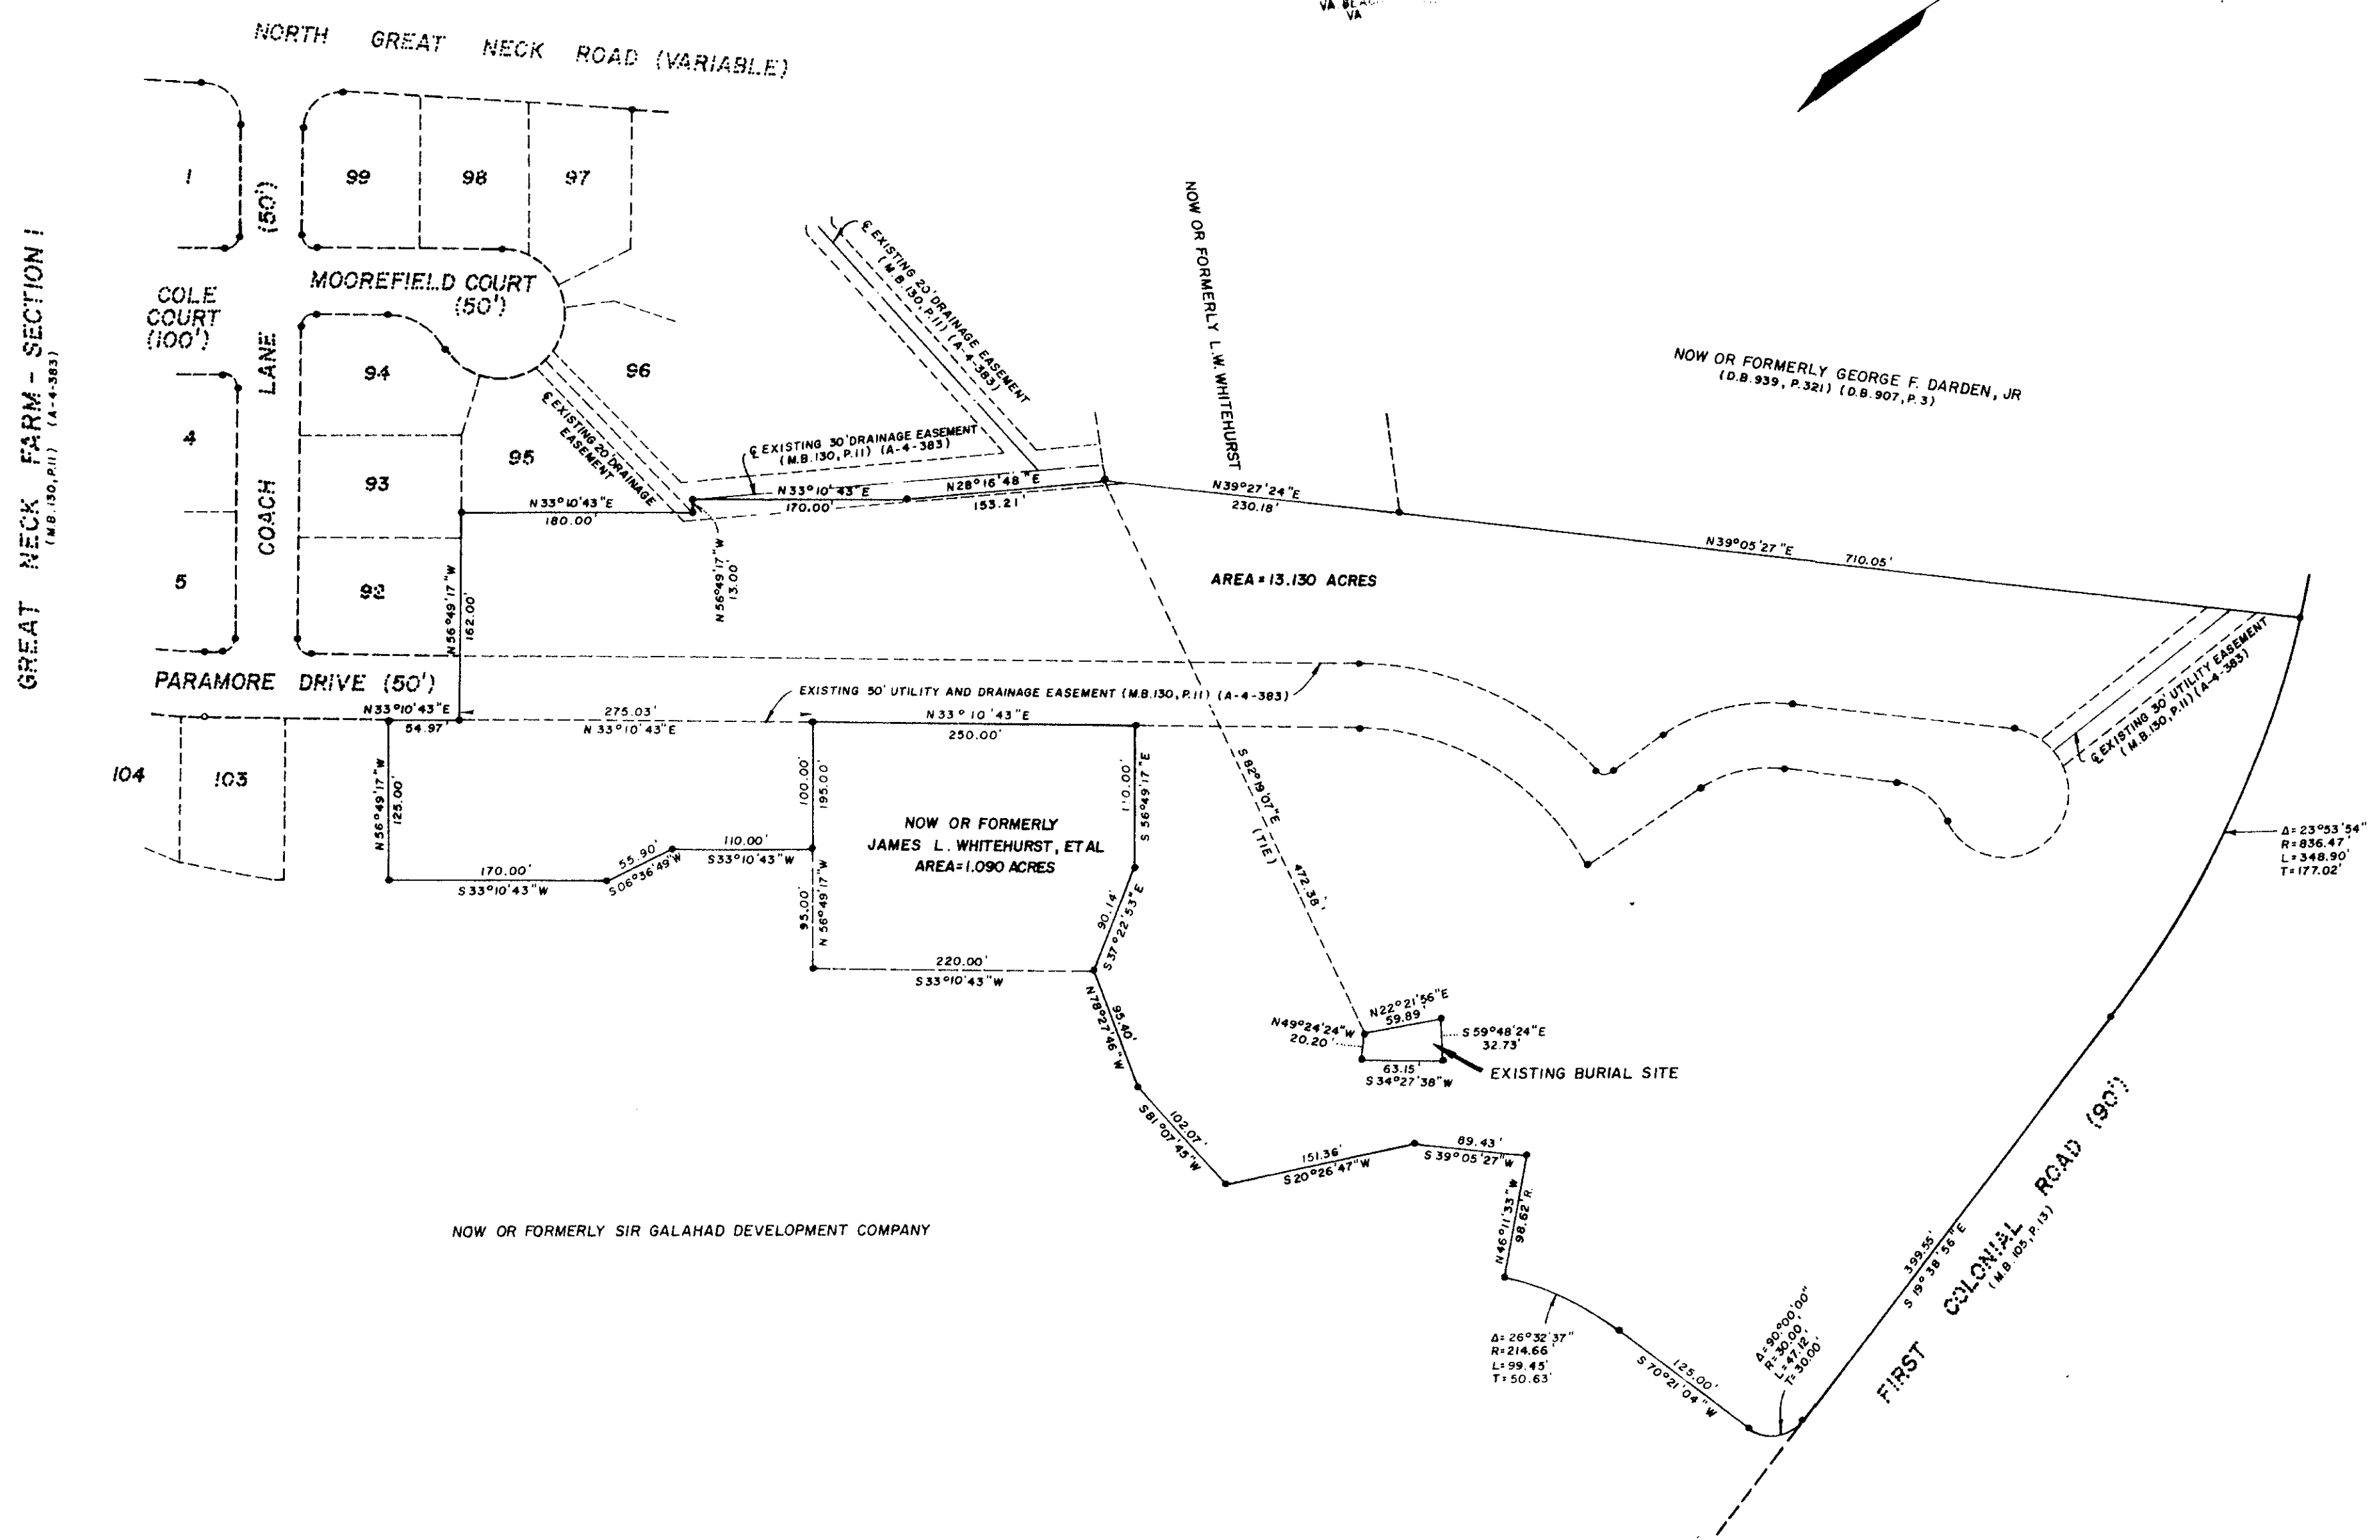 VA
NORTH GREAT NECK ROAD (VARIABLE)
GREAT NECK FARM - SECTION I
(M.B.130, P.11) (A-4-383)
1
(50')
99
98
97
COLE
COURT
(100')
MOOREFIELD COURT
(50')
COACH LANE
94
96
4
93
95
5
92
℄ EXISTING 20' DRAINAGE
EASEMENT
℄ EXISTING 20' DRAINAGE EASEMENT
(M.B.130, P.11) (A-4-383)
℄ EXISTING 30' DRAINAGE EASEMENT
(M.B.130, P.11) (A-4-383)
NOW OR FORMERLY L.W. WHITEHURST
NOW OR FORMERLY GEORGE F. DARDEN, JR
(D.B.939, P.321) (D.B.907, P.3)
N33°10'43"E
180.00'
N33°10'43"E
170.00'
N28°16'48"E
153.21'
N39°27'24"E
230.18'
N39°05'27"E 710.05'
N56°49'17"W
13.00'
N56°49'17"W
162.00'
AREA=13.130 ACRES
PARAMORE DRIVE (50')
EXISTING 50' UTILITY AND DRAINAGE EASEMENT (M.B.130, P.11) (A-4-383)
℄ EXISTING 30' UTILITY EASEMENT
(M.B.130, P.11) (A-4-383)
N33°10'43"E
54.97'
275.03'
N33°10'43"E
N33°10'43"E
250.00'
104
103
N56°49'17"W
125.00'
170.00'
S33°10'43"W
55.90'
S06°36'49"W
110.00'
S33°10'43"W
100.00'
195.00'
95.00'
N56°49'17"W
NOW OR FORMERLY
JAMES L. WHITEHURST, ET AL
AREA=1.090 ACRES
110.00'
S56°49'17"E
90.14'
S37°22'53"E
220.00'
S33°10'43"W
S82°19'07"E 472.38'
(TIE)
Δ=23°53'54"
R=836.47'
L=348.90'
T=177.02'
N22°21'56"E
59.89'
N49°24'24"W
20.20'
S59°48'24"E
32.73'
63.15'
S34°27'38"W
EXISTING BURIAL SITE
95.40'
N78°27'46"W
102.07'
S81°07'45"W
151.36'
S20°26'47"W
89.43'
S39°05'27"W
N46°11'33"W
98.62'R.
NOW OR FORMERLY SIR GALAHAD DEVELOPMENT COMPANY
Δ=26°32'37"
R=214.66'
L=99.45'
T=50.63'
125.00'
S70°21'04"W
Δ=90°00'00"
R=30.00'
L=47.12'
T=30.00'
399.55'
S19°38'56"E
FIRST COLONIAL ROAD (90')
(M.B.105, P.13)